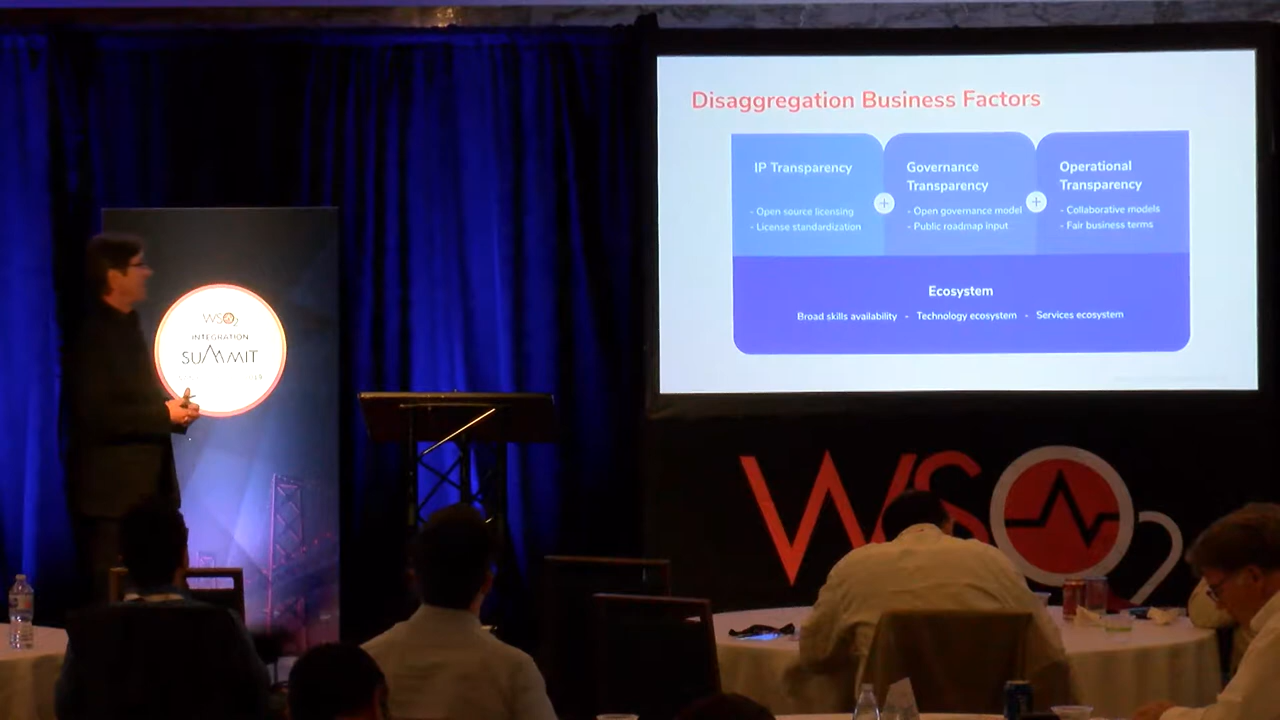 Disaggregation Business Factors
IP Transparency
- Open source licensing
- License standardization
+
Governance
Transparency
- Open governance model
- Public roadmap input
+
Operational
Transparency
- Collaborative models
- Fair business terms
Ecosystem
Broad skills availability - Technology ecosystem - Services ecosystem
WSO2
INTEGRATION
SUMMIT
WSO2